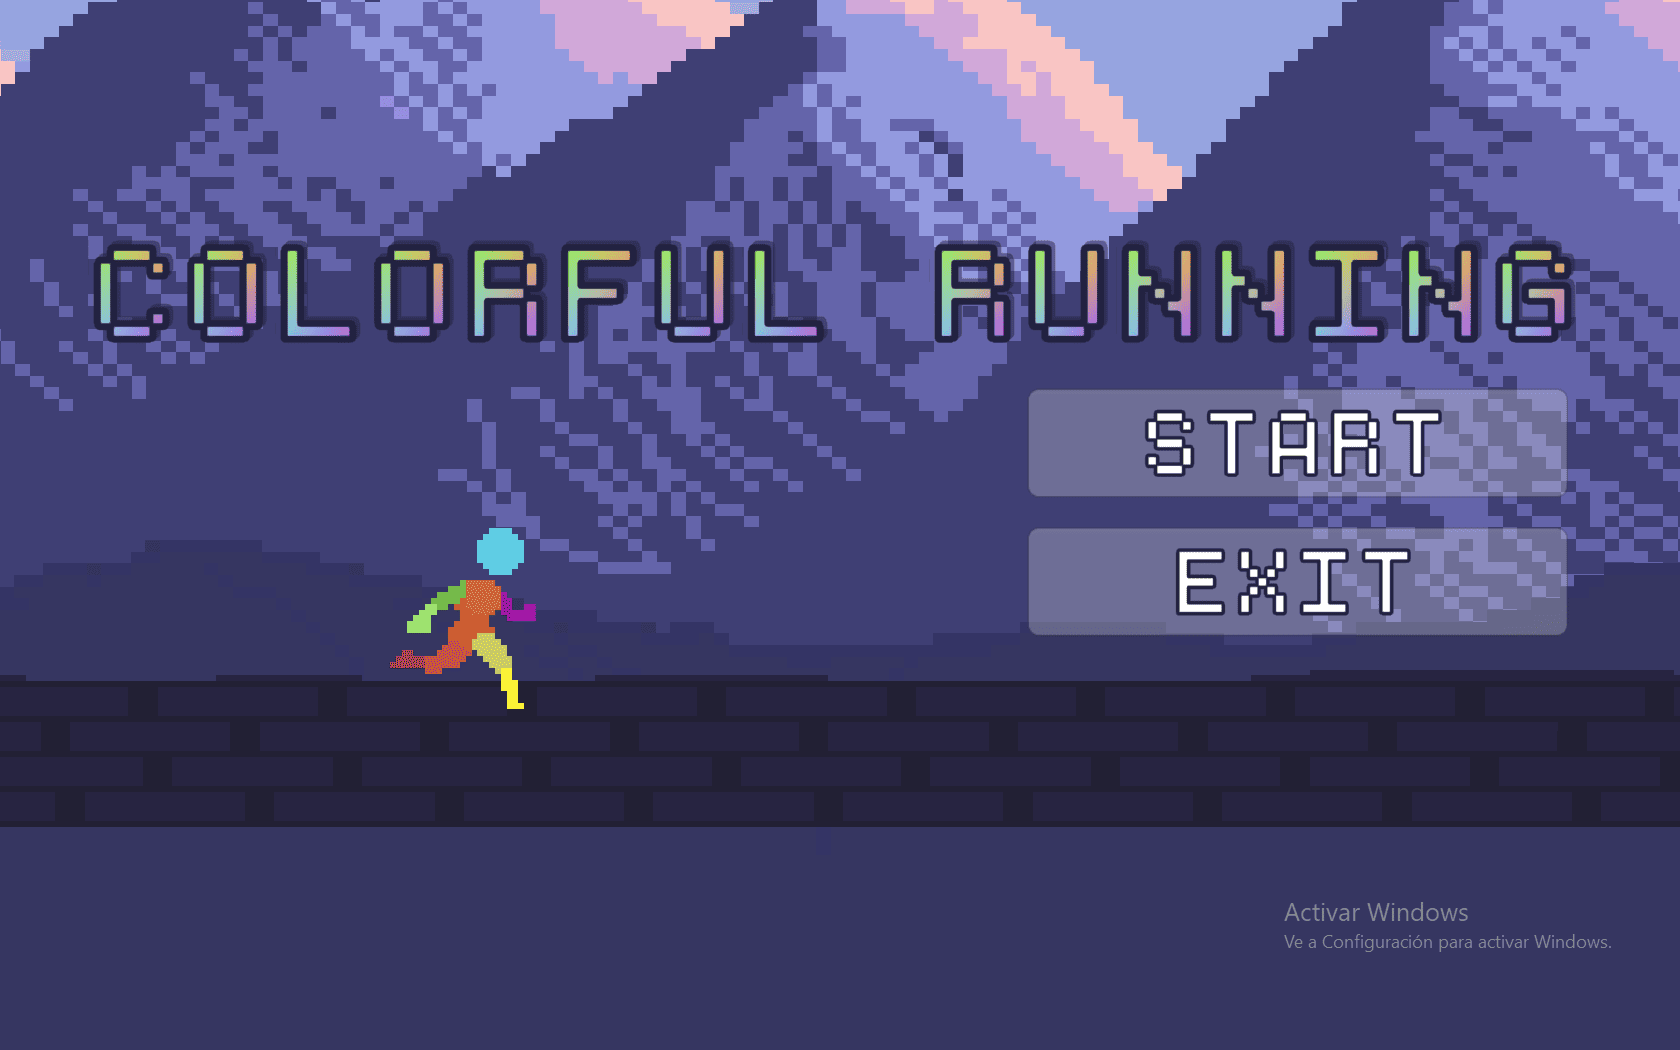 COLORFUL RUNNING
START
EXIT
Activar Windows
Ve a Configuración para activar Windows.